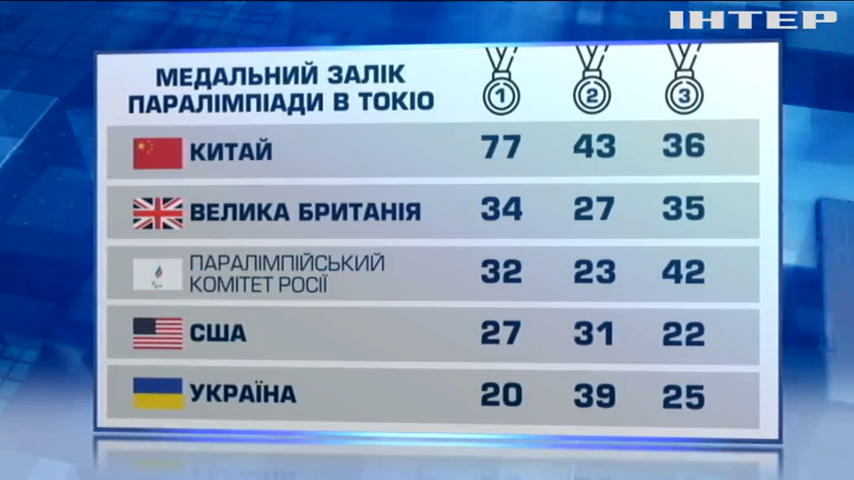 ІНТЕР
МЕДАЛЬНИЙ ЗАЛІК
ПАРАЛІМПІАДИ В ТОКІО
1 2 3
КИТАЙ 77 43 36
ВЕЛИКА БРИТАНІЯ 34 27 35
ПАРАЛІМПІЙСЬКИЙ
КОМІТЕТ РОСІЇ 32 23 42
США 27 31 22
УКРАЇНА 20 39 25